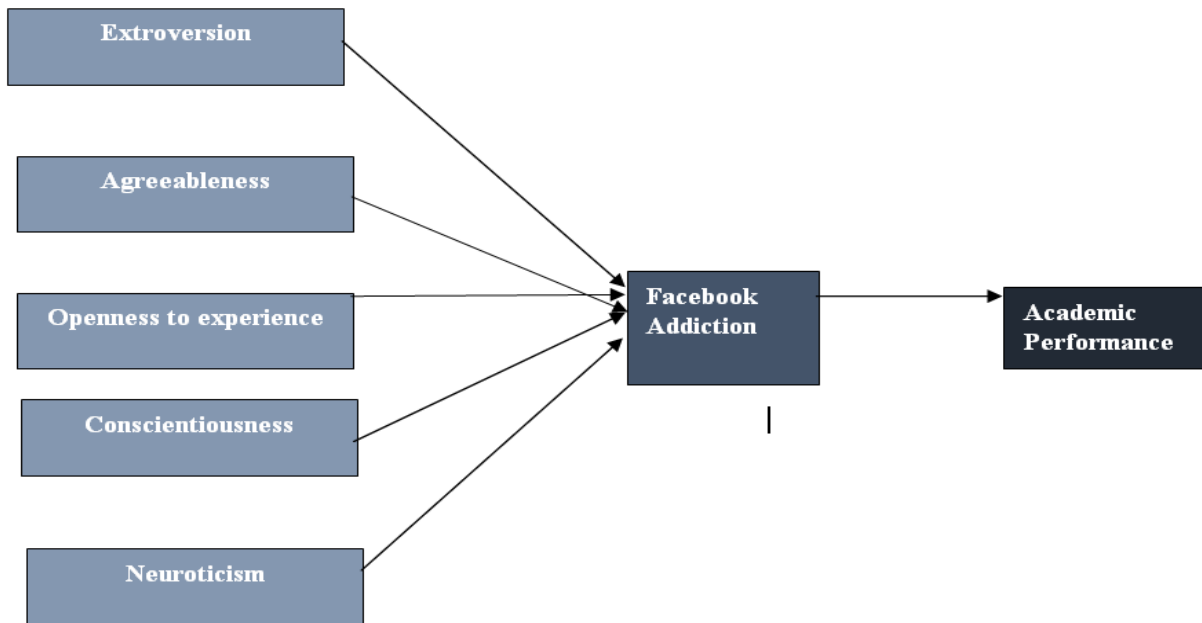 Extroversion
Agreeableness
Openness to experience
Conscientiousness
Neuroticism
Facebook
Addiction
Academic
Performance